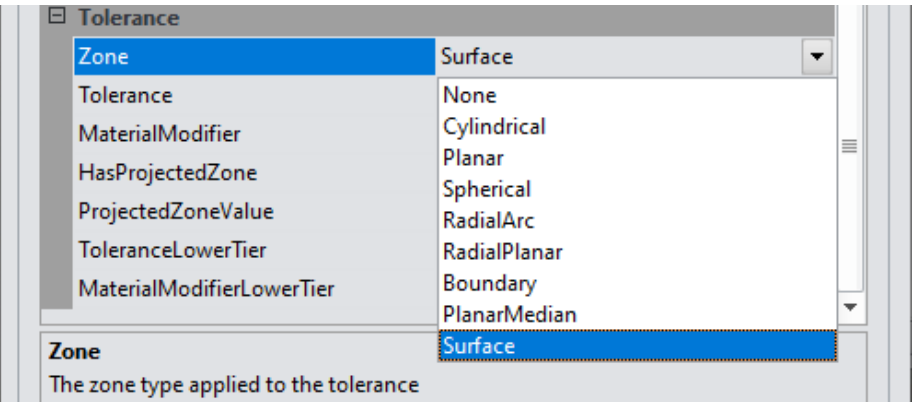 Tolerance
Zone Surface
Tolerance None
MaterialModifier Cylindrical
HasProjectedZone Planar
ProjectedZoneValue Spherical
ToleranceLowerTier RadialArc
MaterialModifierLowerTier RadialPlanar
Boundary
PlanarMedian
Surface
Zone
The zone type applied to the tolerance